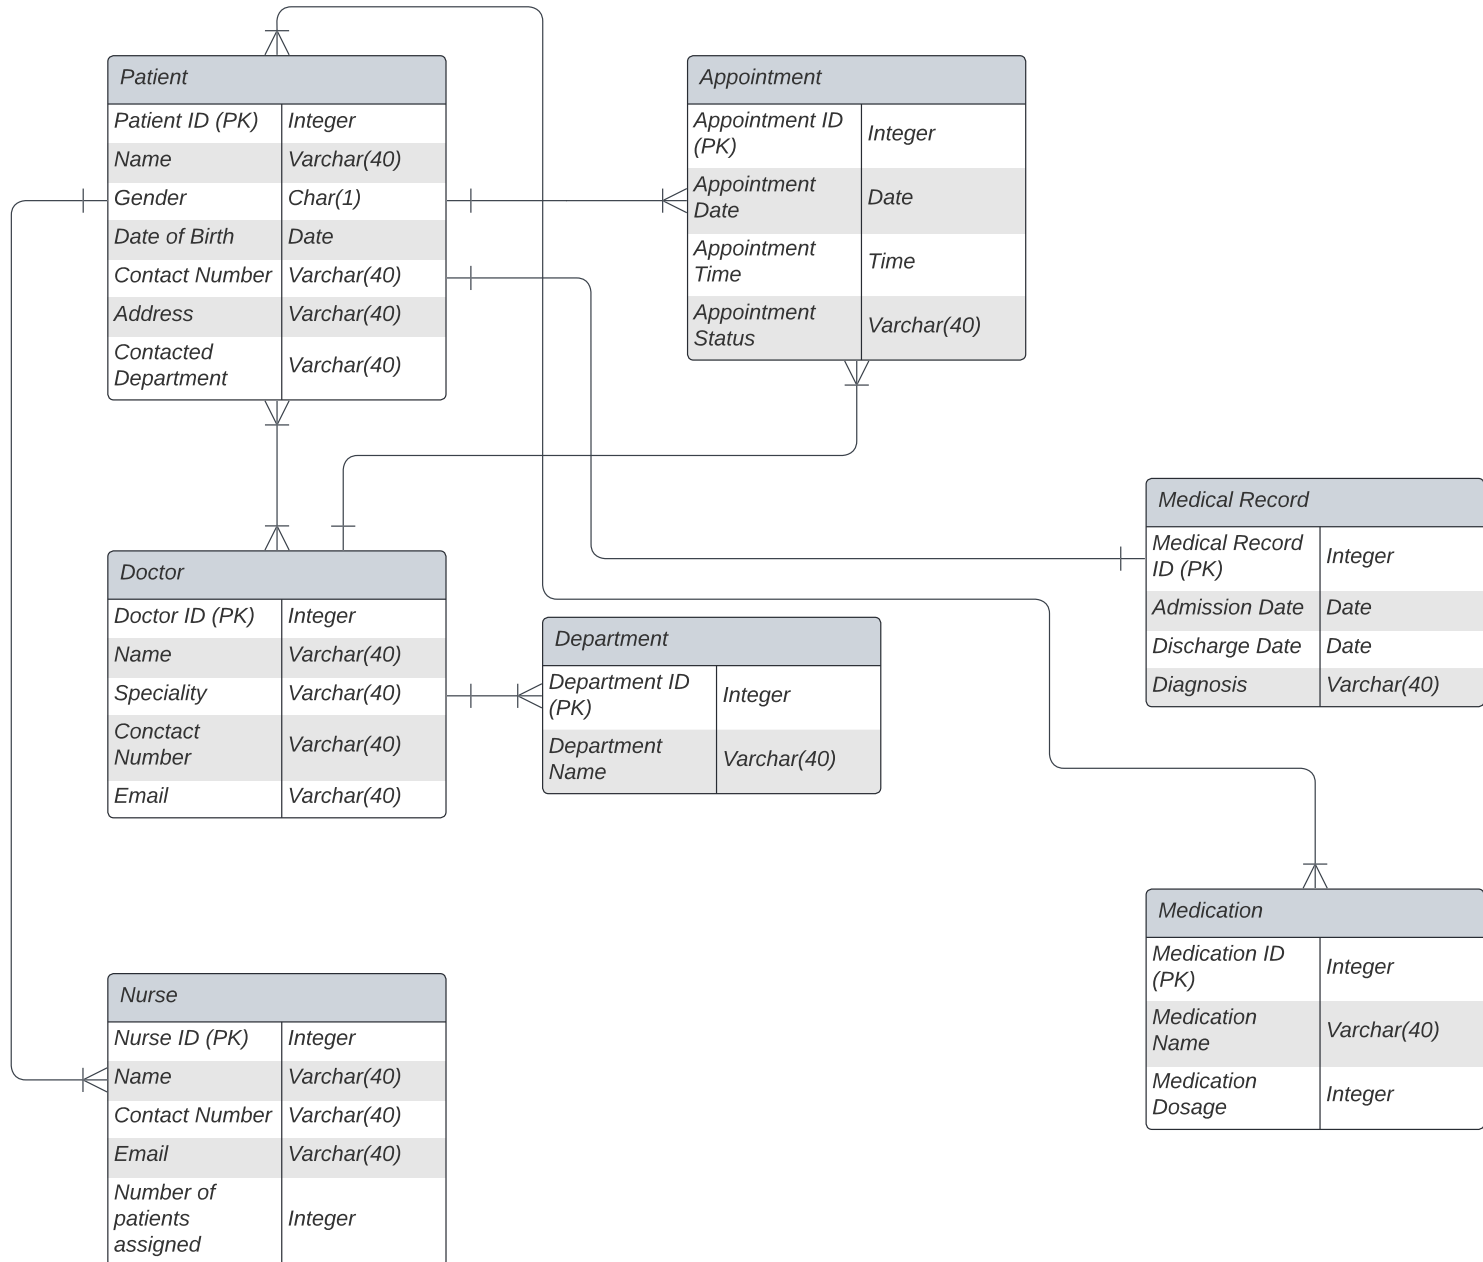 Patient
Patient ID (PK) Integer
Name Varchar(40)
Gender Char(1)
Date of Birth Date
Contact Number Varchar(40)
Address Varchar(40)
Contacted
Department Varchar(40)
Appointment
Appointment ID
(PK) Integer
Appointment
Date Date
Appointment
Time Time
Appointment
Status Varchar(40)
Medical Record
Medical Record
ID (PK) Integer
Admission Date Date
Discharge Date Date
Diagnosis Varchar(40)
Doctor
Doctor ID (PK) Integer
Name Varchar(40)
Speciality Varchar(40)
Conctact
Number Varchar(40)
Email Varchar(40)
Department
Department ID
(PK) Integer
Department
Name Varchar(40)
Medication
Medication ID
(PK) Integer
Medication
Name Varchar(40)
Medication
Dosage Integer
Nurse
Nurse ID (PK) Integer
Name Varchar(40)
Contact Number Varchar(40)
Email Varchar(40)
Number of
patients
assigned Integer